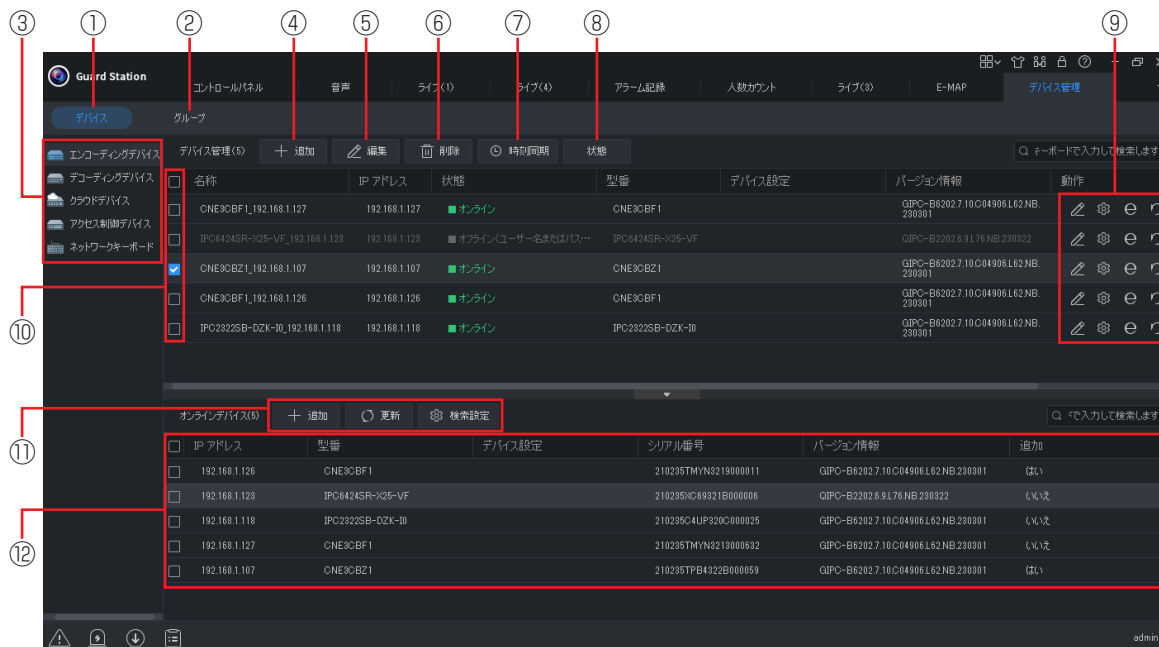 ③ ① ② ④ ⑤ ⑥ ⑦ ⑧ ⑨
Guard Station
コントロールパネル 音声 ライブ(1) ライブ(4) アラーム記録 人数カウント ライブ(3) E-MAP デバイス管理
デバイス グループ
エンコーディングデバイス
デコーディングデバイス
クラウドデバイス
アクセス制御デバイス
ネットワークキーボード
デバイス管理(5) 追加 編集 削除 時刻同期 状態 キーボードで入力して検索します
名称 IP アドレス 状態 型番 デバイス設定 バージョン情報 動作
CNE3CBF1_192.168.1.127 192.168.1.127 オンライン CNE3CBF1 GIPC-B6202.7.10.C04906.L62.NB.
230301
IPC6424SR-X25-VF_192.168.1.123 192.168.1.123 オフライン(ユーザー名またはパス… IPC6424SR-X25-VF QIPC-B2202.6.9.L76.NB.230322
CNE3CBZ1_192.168.1.107 192.168.1.107 オンライン CNE3CBZ1 GIPC-B6202.7.10.C04906.L62.NB.
230301
CNE3CBF1_192.168.1.126 192.168.1.126 オンライン CNE3CBF1 GIPC-B6202.7.10.C04906.L62.NB.
230301
IPC2322SB-DZK-I0_192.168.1.118 192.168.1.118 オンライン IPC2322SB-DZK-I0 GIPC-B6202.7.10.C04906.L62.NB.
230301
⑩
オンラインデバイス(5) 追加 更新 検索設定 で入力して検索します
⑪
IP アドレス 型番 デバイス設定 シリアル番号 バージョン情報 追加
192.168.1.126 CNE3CBF1 210235TMYN3219000011 GIPC-B6202.7.10.C04906.L62.NB.230301 はい
192.168.1.123 IPC6424SR-X25-VF 210235XC69321B000006 QIPC-B2202.6.9.L76.NB.230322 いいえ
192.168.1.118 IPC2322SB-DZK-I0 210235C4UP320C000025 GIPC-B6202.7.10.C04906.L62.NB.230301 いいえ
192.168.1.127 CNE3CBF1 210235TMYN3213000632 GIPC-B6202.7.10.C04906.L62.NB.230301 いいえ
192.168.1.107 CNE3CBZ1 210235TPB4322B000059 GIPC-B6202.7.10.C04906.L62.NB.230301 はい
⑫
admin